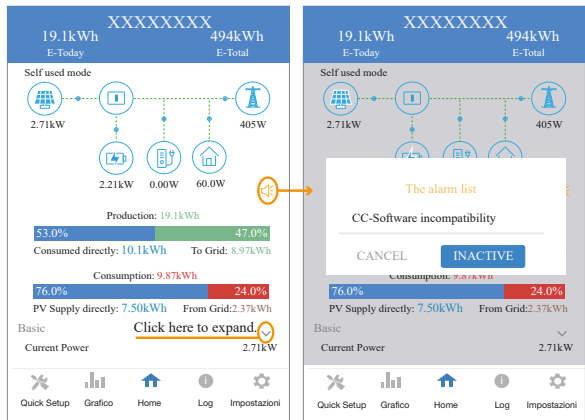 XXXXXXXX
19.1kWh 494kWh
E-Today E-Total
Self used mode
2.71kW 405W
2.21kW 0.00W 60.0W
Production: 19.1kWh
53.0% 47.0%
Consumed directly: 10.1kWh To Grid: 8.97kWh
Consumption: 9.87kWh
76.0% 24.0%
PV Supply directly: 7.50kWh From Grid:2.37kWh
Basic Click here to expand.
Current Power 2.71kW
Quick Setup Grafico Home Log Impostazioni
XXXXXXXX
19.1kWh 494kWh
E-Today E-Total
Self used mode
2.71kW 405W
The alarm list
CC-Software incompatibility
CANCEL INACTIVE
Consumption: 9.87kWh
76.0% 24.0%
PV Supply directly: 7.50kWh From Grid:2.37kWh
Basic
Current Power 2.71kW
Quick Setup Grafico Home Log Impostazioni